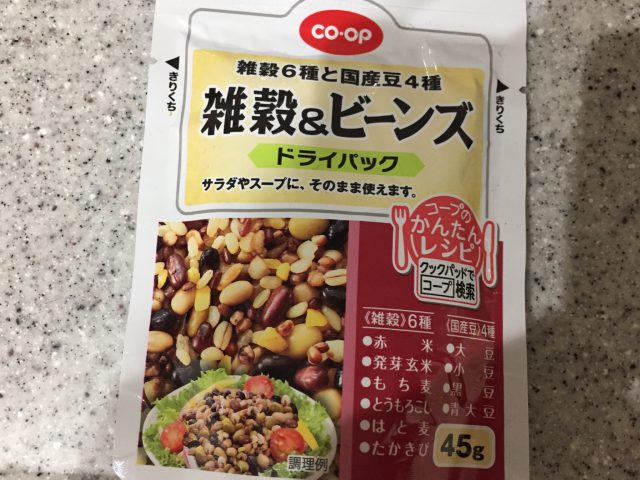 CO·OP
雑穀6種と国産豆4種
雑穀&ビーンズ
ドライパック
サラダやスープに、そのまま使えます。
きりくち
きりくち
コープの
かんたん
レシピ
クックパッドで
コープ 検索
《雑穀》6種
●赤米
●発芽玄米
●もち麦
●とうもろこし
●はと麦
●たかきび
《国産豆》4種
●大豆
●小豆
●黒豆
●青大豆
45g
調理例